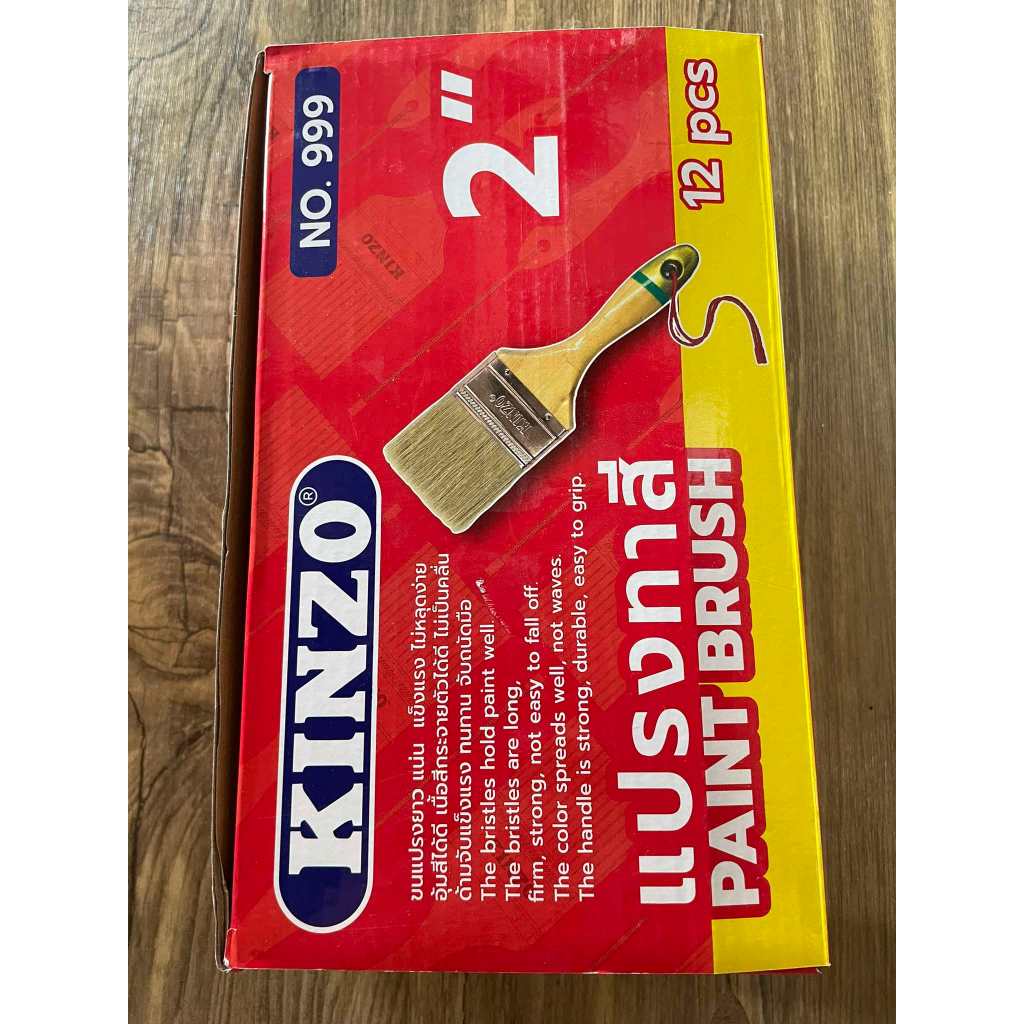 KINZO®
NO. 999
2"
ขนแปรงยาว แน่น แข็งแรง ไม่หลุดง่าย
อุ้มสีได้ดี เนื้อสีกระจายตัวได้ดี ไม่เป็นคลื่น
ด้ามจับแข็งแรง ทนทาน จับถนัดมือ
The bristles hold paint well.
The bristles are long,
firm, strong, not easy to fall off.
The color spreads well, not waves.
The handle is strong, durable, easy to grip.
KINZO
KINZO
แปรงทาสี
PAINT BRUSH
12 pcs